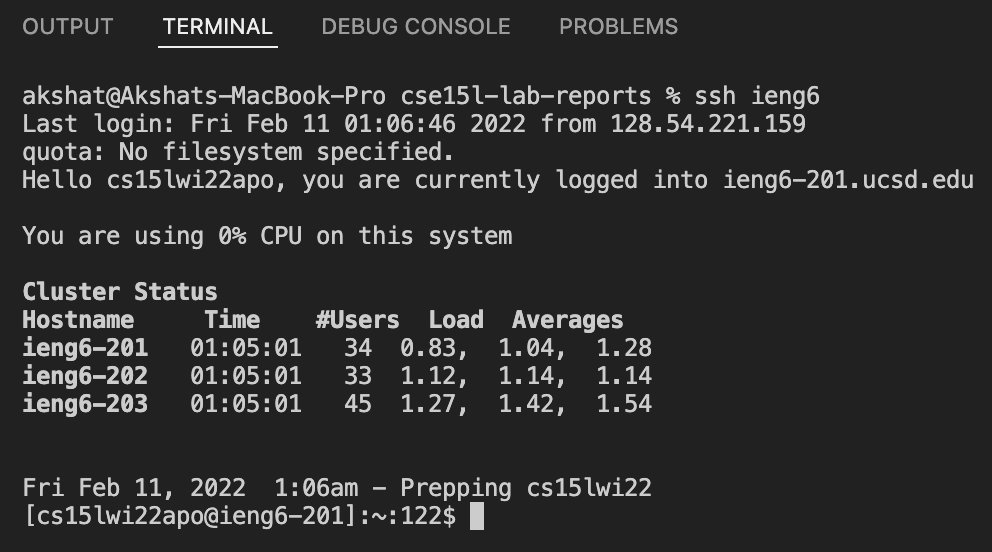 OUTPUT TERMINAL DEBUG CONSOLE PROBLEMS
akshat@Akshats-MacBook-Pro cse15l-lab-reports % ssh ieng6
Last login: Fri Feb 11 01:06:46 2022 from 128.54.221.159
quota: No filesystem specified.
Hello cs15lwi22apo, you are currently logged into ieng6-201.ucsd.edu
You are using 0% CPU on this system
Cluster Status
Hostname     Time    #Users  Load  Averages
ieng6-201   01:05:01   34  0.83,  1.04,  1.28
ieng6-202   01:05:01   33  1.12,  1.14,  1.14
ieng6-203   01:05:01   45  1.27,  1.42,  1.54
Fri Feb 11, 2022  1:06am - Prepping cs15lwi22
[cs15lwi22apo@ieng6-201]:~:122$